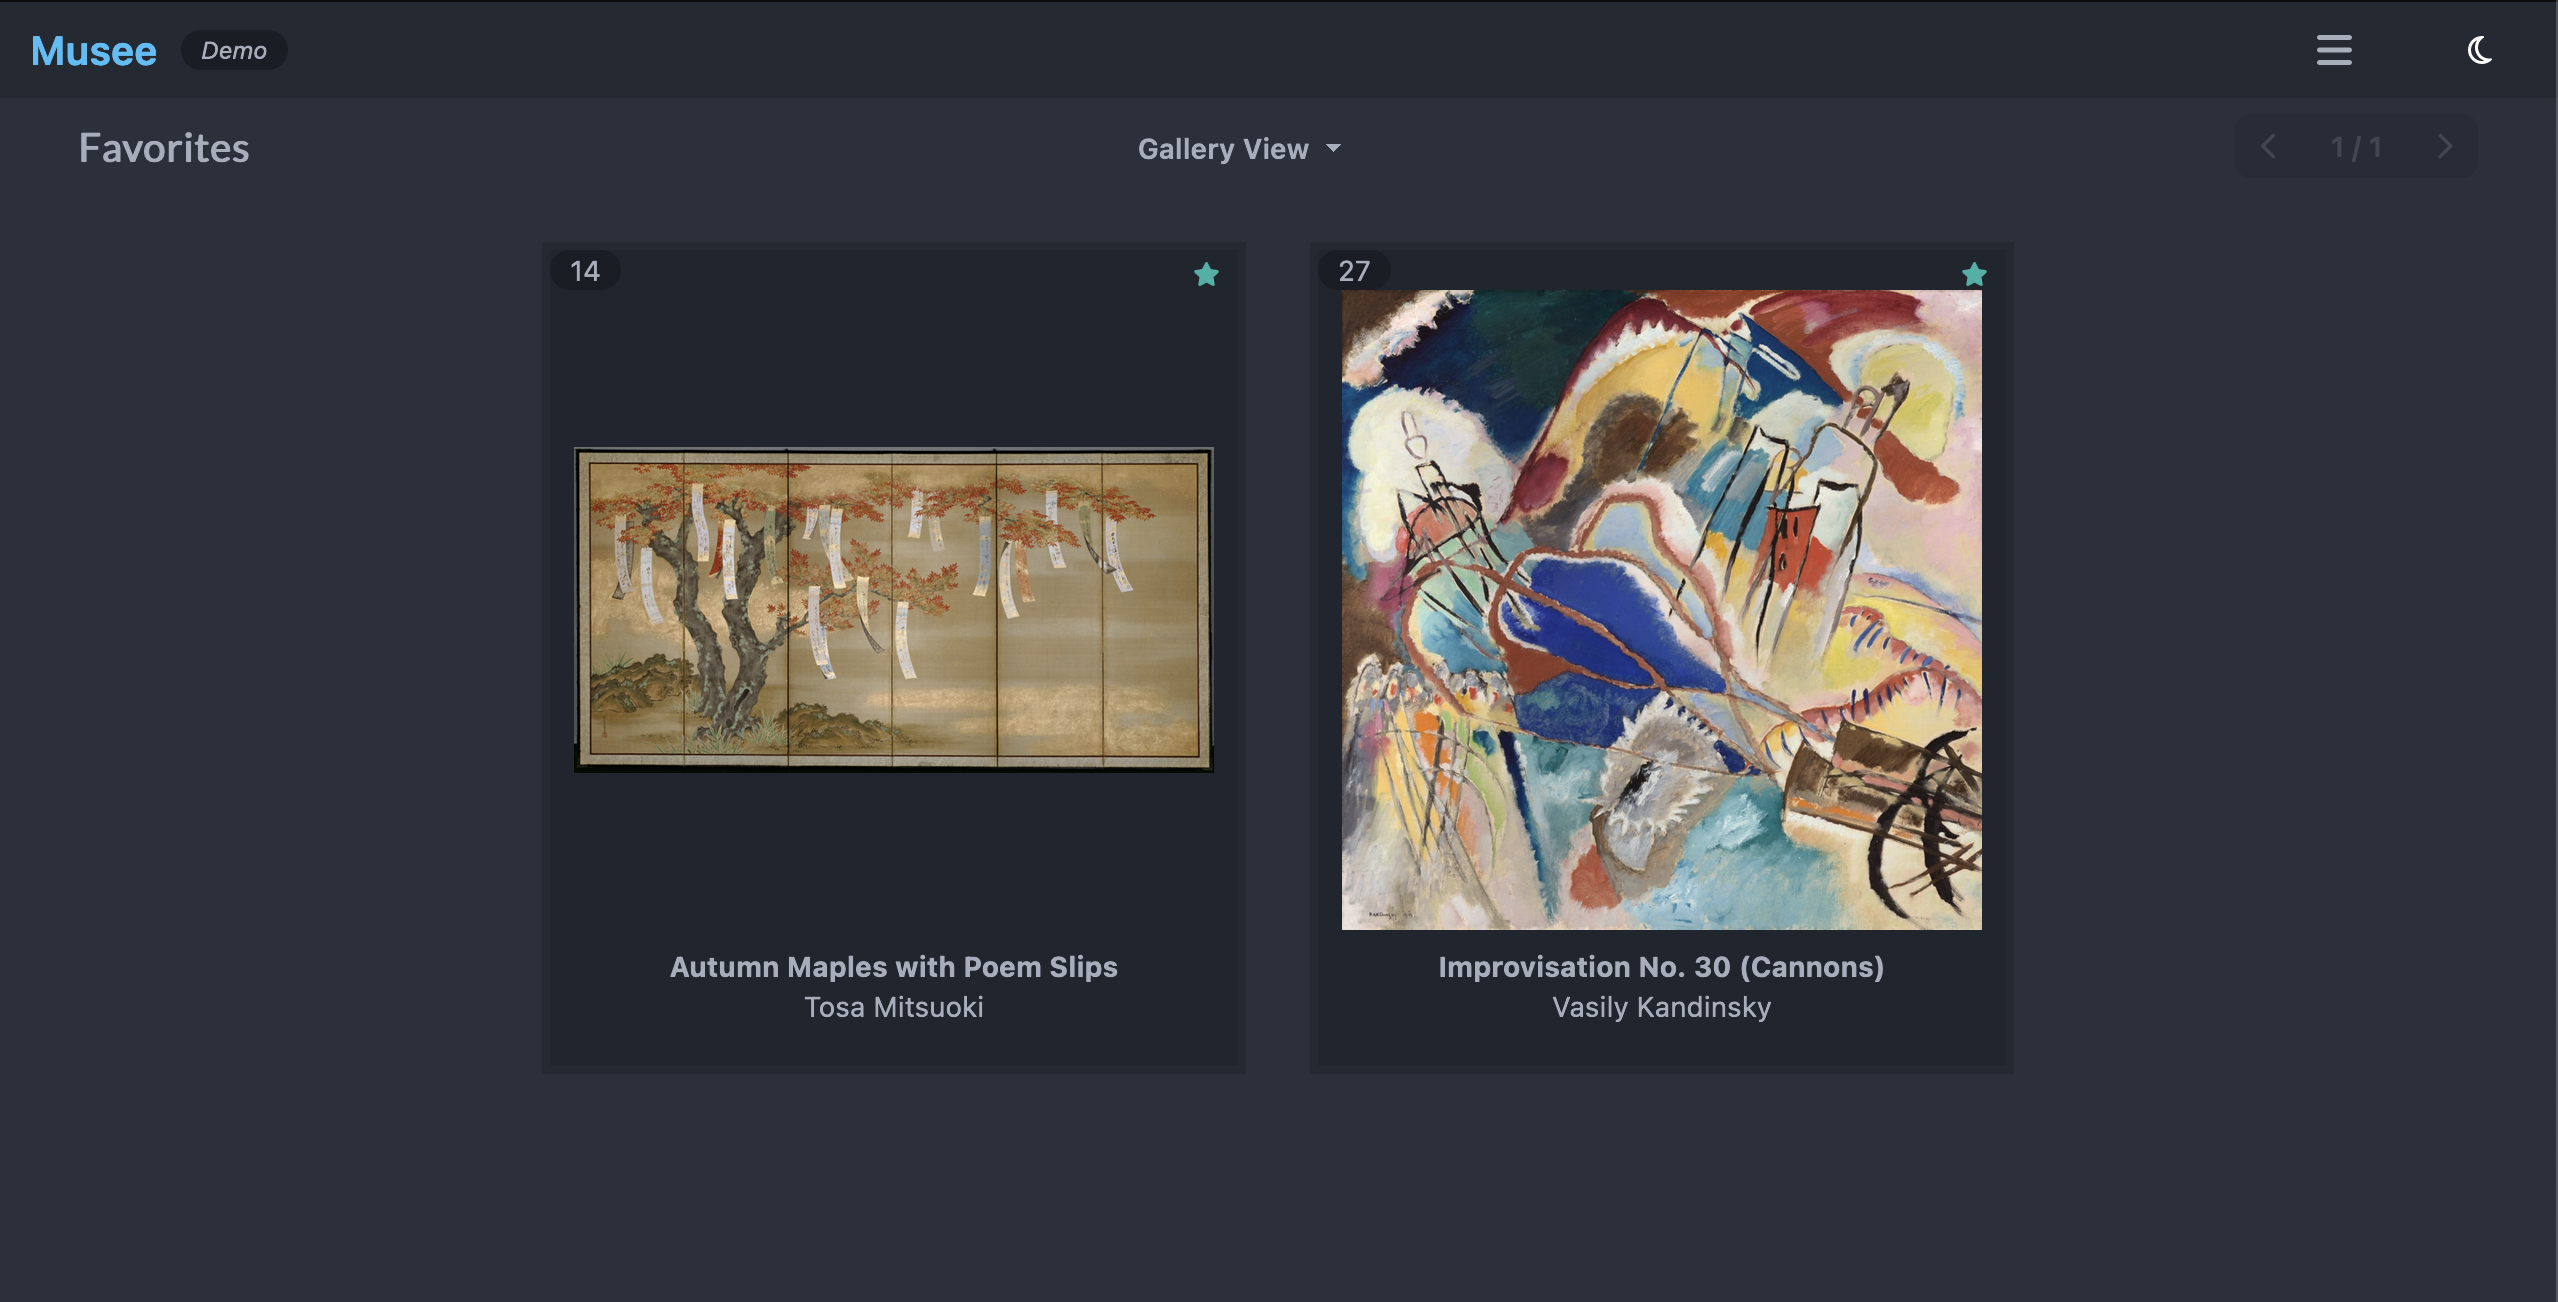 Musee Demo
Favorites
Gallery View
1 / 1
14
27
Autumn Maples with Poem Slips
Tosa Mitsuoki
Improvisation No. 30 (Cannons)
Vasily Kandinsky